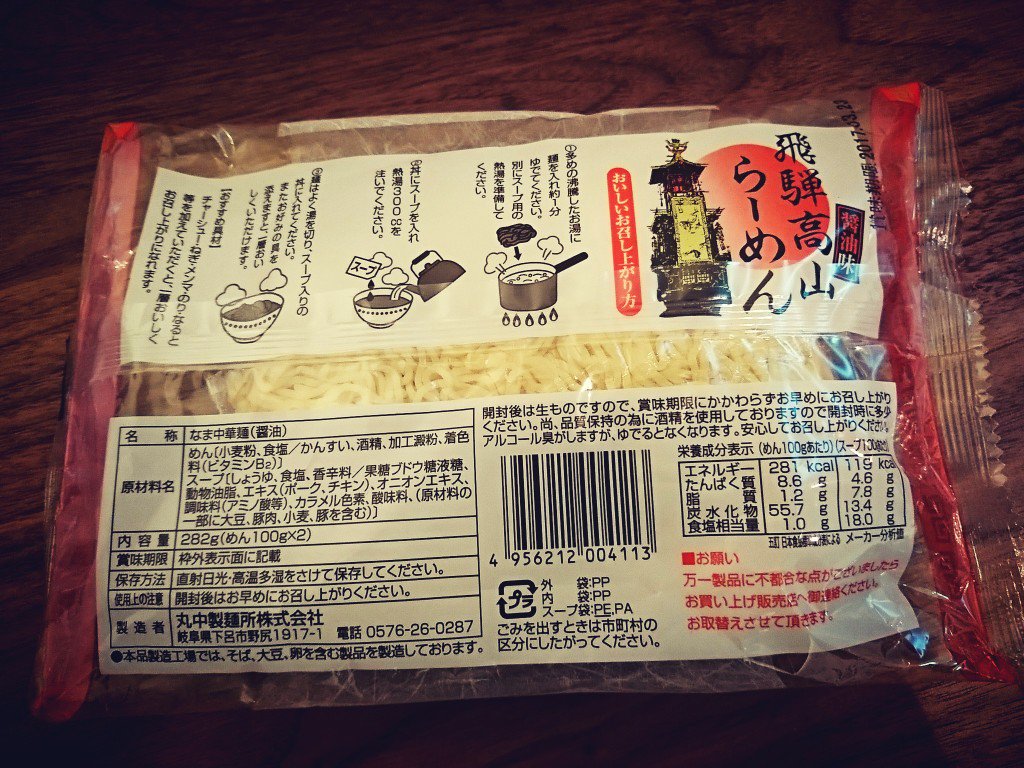 飛騨高山
らーめん
醤油味
2017.03.23
おいしいお召し上がり方
①多めの沸騰したお湯に
麺を入れ約1分
ゆでてください。
別にスープ用の
熱湯を準備して
ください。
②丼にスープを入れ
熱湯300ccを
注いでください。
スープ
③麺はよく湯を切り、スープ入りの
丼に入れてください。
またお好みの具を
添えますと、一層おい
しくいただけます。
【おすすめ具材】
チャーシュー・ねぎ・メンマ・のり・なると
等を加えていただくと、一層おいしく
お召し上がりになれます。
名 称 なま中華麺(醤油)
原材料名 めん(小麦粉、食塩/かんすい、酒精、加工澱粉、着色
料(ビタミンB₂))
スープ[しょうゆ、食塩、香辛料/果糖ブドウ糖液糖、
動物油脂、エキス(ポーク、チキン)、オニオンエキス、
調味料(アミノ酸等)、カラメル色素、酸味料、(原材料の
一部に大豆、豚肉、小麦、豚を含む)]
内 容 量 282g(めん100g×2)
賞味期限 枠外表示面に記載
保存方法 直射日光・高温多湿をさけて保存してください。
使用上の注意 開封後はお早めにお召し上がりください。
製 造 者 丸中製麺所株式会社
岐阜県下呂市野尻1917-1 電話 0576-26-0287
●本品製造工場では、そば、大豆、卵を含む製品を製造しております。
開封後は生ものですので、賞味期限にかかわらずお早めにお召し上がり
ください。尚、品質保持の為に酒精を使用しておりますので開封時に多少
アルコール臭がしますが、ゆでるとなくなります。安心してお召し上がりください。
4 956212 004113
プラ
外 袋:PP
内 袋:PP
スープ袋:PE,PA
ごみを出すときは市町村の
区分にしたがってください。
栄養成分表示 (めん100gあたり)
エネルギー 281 kcal 119 kcal
たんぱく質 8.6 g 4.6 g
脂 質 1.2 g 7.8 g
炭水化物 55.7 g 13.4 g
食塩相当量 1.0 g 18.0 g
メーカー分析値
■お願い
万一製品に不都合な点がございましたら
お買い上げ販売店へ御連絡ください。
お取替えさせて頂きます。